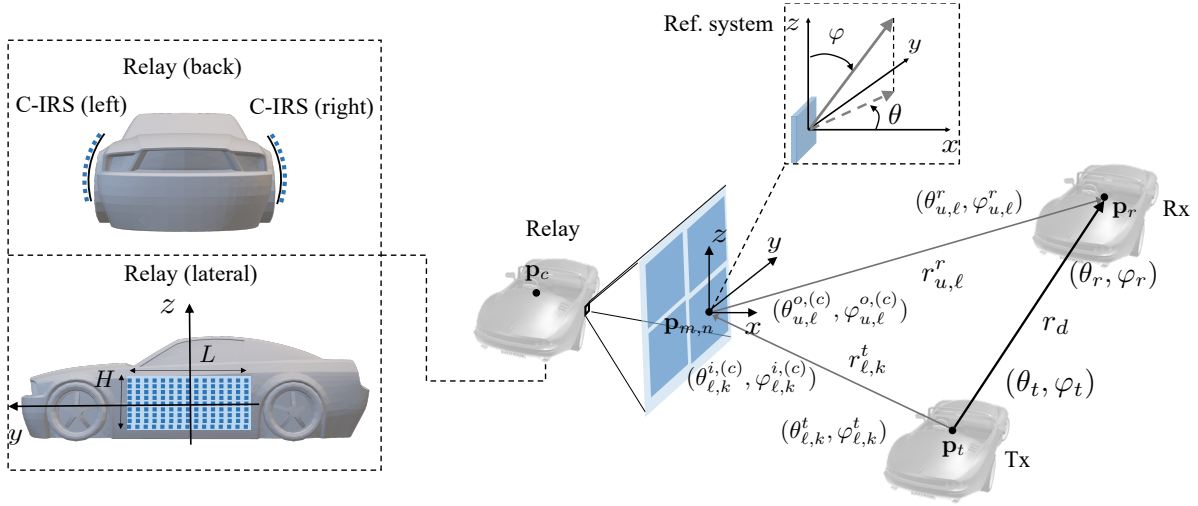 Relay (back)
C-IRS (left)
C-IRS (right)
Relay (lateral)
z
L
H
y
Ref. system
z
φ
y
θ
x
Relay
p_c
z
y
x
p_{m,n}
(θ^{o,(c)}_{u,ℓ}, φ^{o,(c)}_{u,ℓ})
(θ^{i,(c)}_{ℓ,k}, φ^{i,(c)}_{ℓ,k})
(θ^r_{u,ℓ}, φ^r_{u,ℓ})
r^r_{u,ℓ}
p_r
Rx
(θ_r, φ_r)
r_d
r^t_{ℓ,k}
(θ_t, φ_t)
(θ^t_{ℓ,k}, φ^t_{ℓ,k})
p_t
Tx